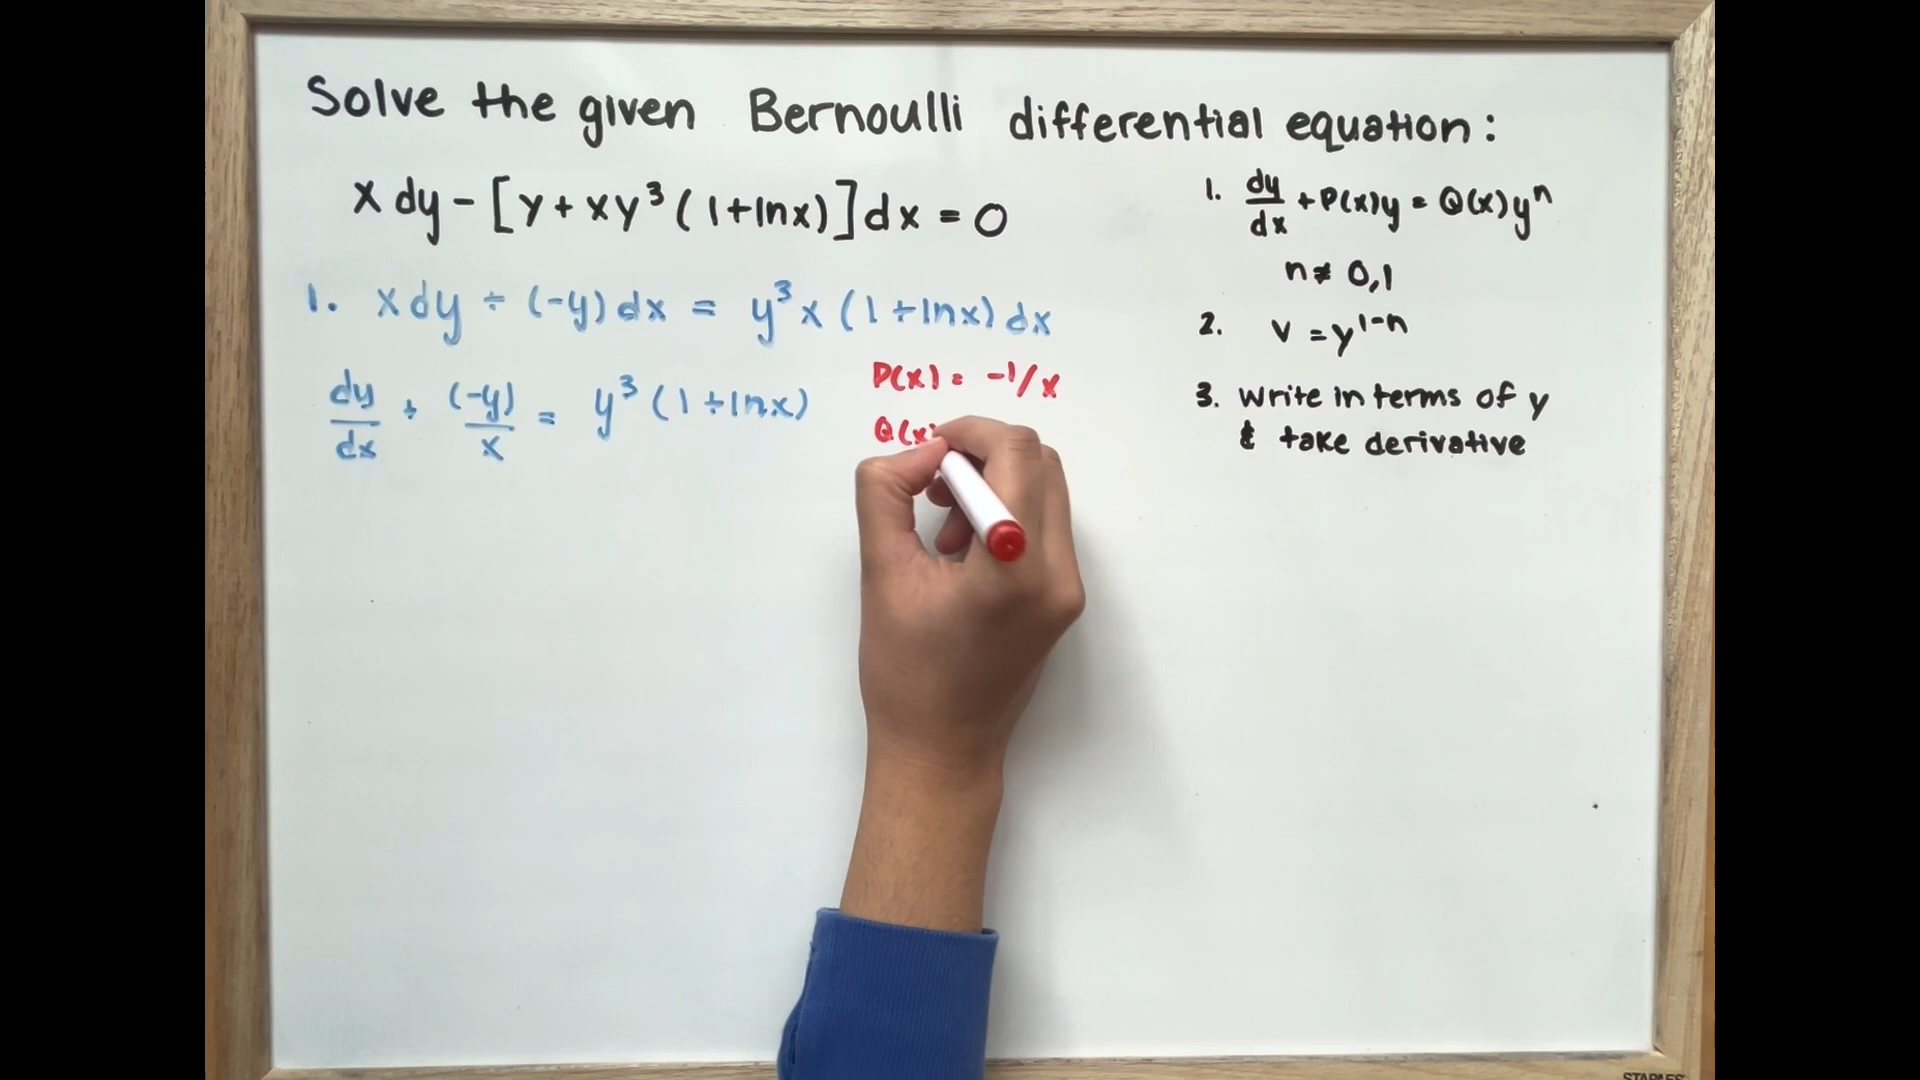 Solve the given Bernoulli differential equation:
x dy - [y + xy³ (1+lnx)] dx = 0
1. x dy + (-y) dx = y³ x (1+lnx) dx
dy/dx + (-y)/x = y³ (1+lnx)
P(x) = -1/x
Q(x)
1. dy/dx + P(x)y = Q(x)yⁿ
n ≠ 0,1
2. v = y¹⁻ⁿ
3. write in terms of y
& take derivative
STAPLES